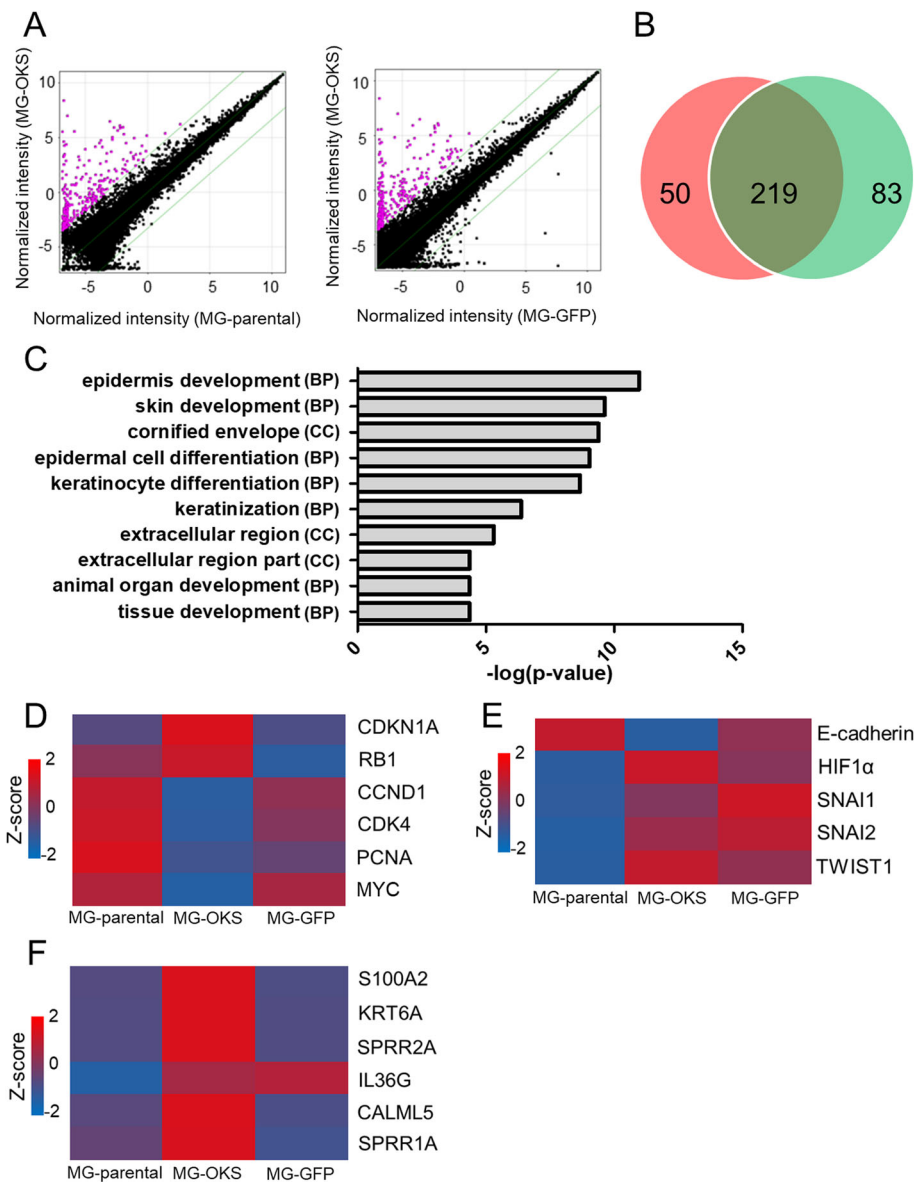 A
Normalized intensity (MG-OKS)
10
5
0
-5
-5
0
5
10
Normalized intensity (MG-parental)
Normalized intensity (MG-OKS)
10
5
0
-5
-5
0
5
10
Normalized intensity (MG-GFP)
B
50
219
83
C
epidermis development (BP)
skin development (BP)
cornified envelope (CC)
epidermal cell differentiation (BP)
keratinocyte differentiation (BP)
keratinization (BP)
extracellular region (CC)
extracellular region part (CC)
animal organ development (BP)
tissue development (BP)
0
5
10
15
-log(p-value)
D
Z-score
2
0
-2
CDKN1A
RB1
CCND1
CDK4
PCNA
MYC
MG-parental MG-OKS MG-GFP
E
Z-score
2
0
-2
E-cadherin
HIF1α
SNAI1
SNAI2
TWIST1
MG-parental MG-OKS MG-GFP
F
Z-score
2
0
-2
S100A2
KRT6A
SPRR2A
IL36G
CALML5
SPRR1A
MG-parental MG-OKS MG-GFP